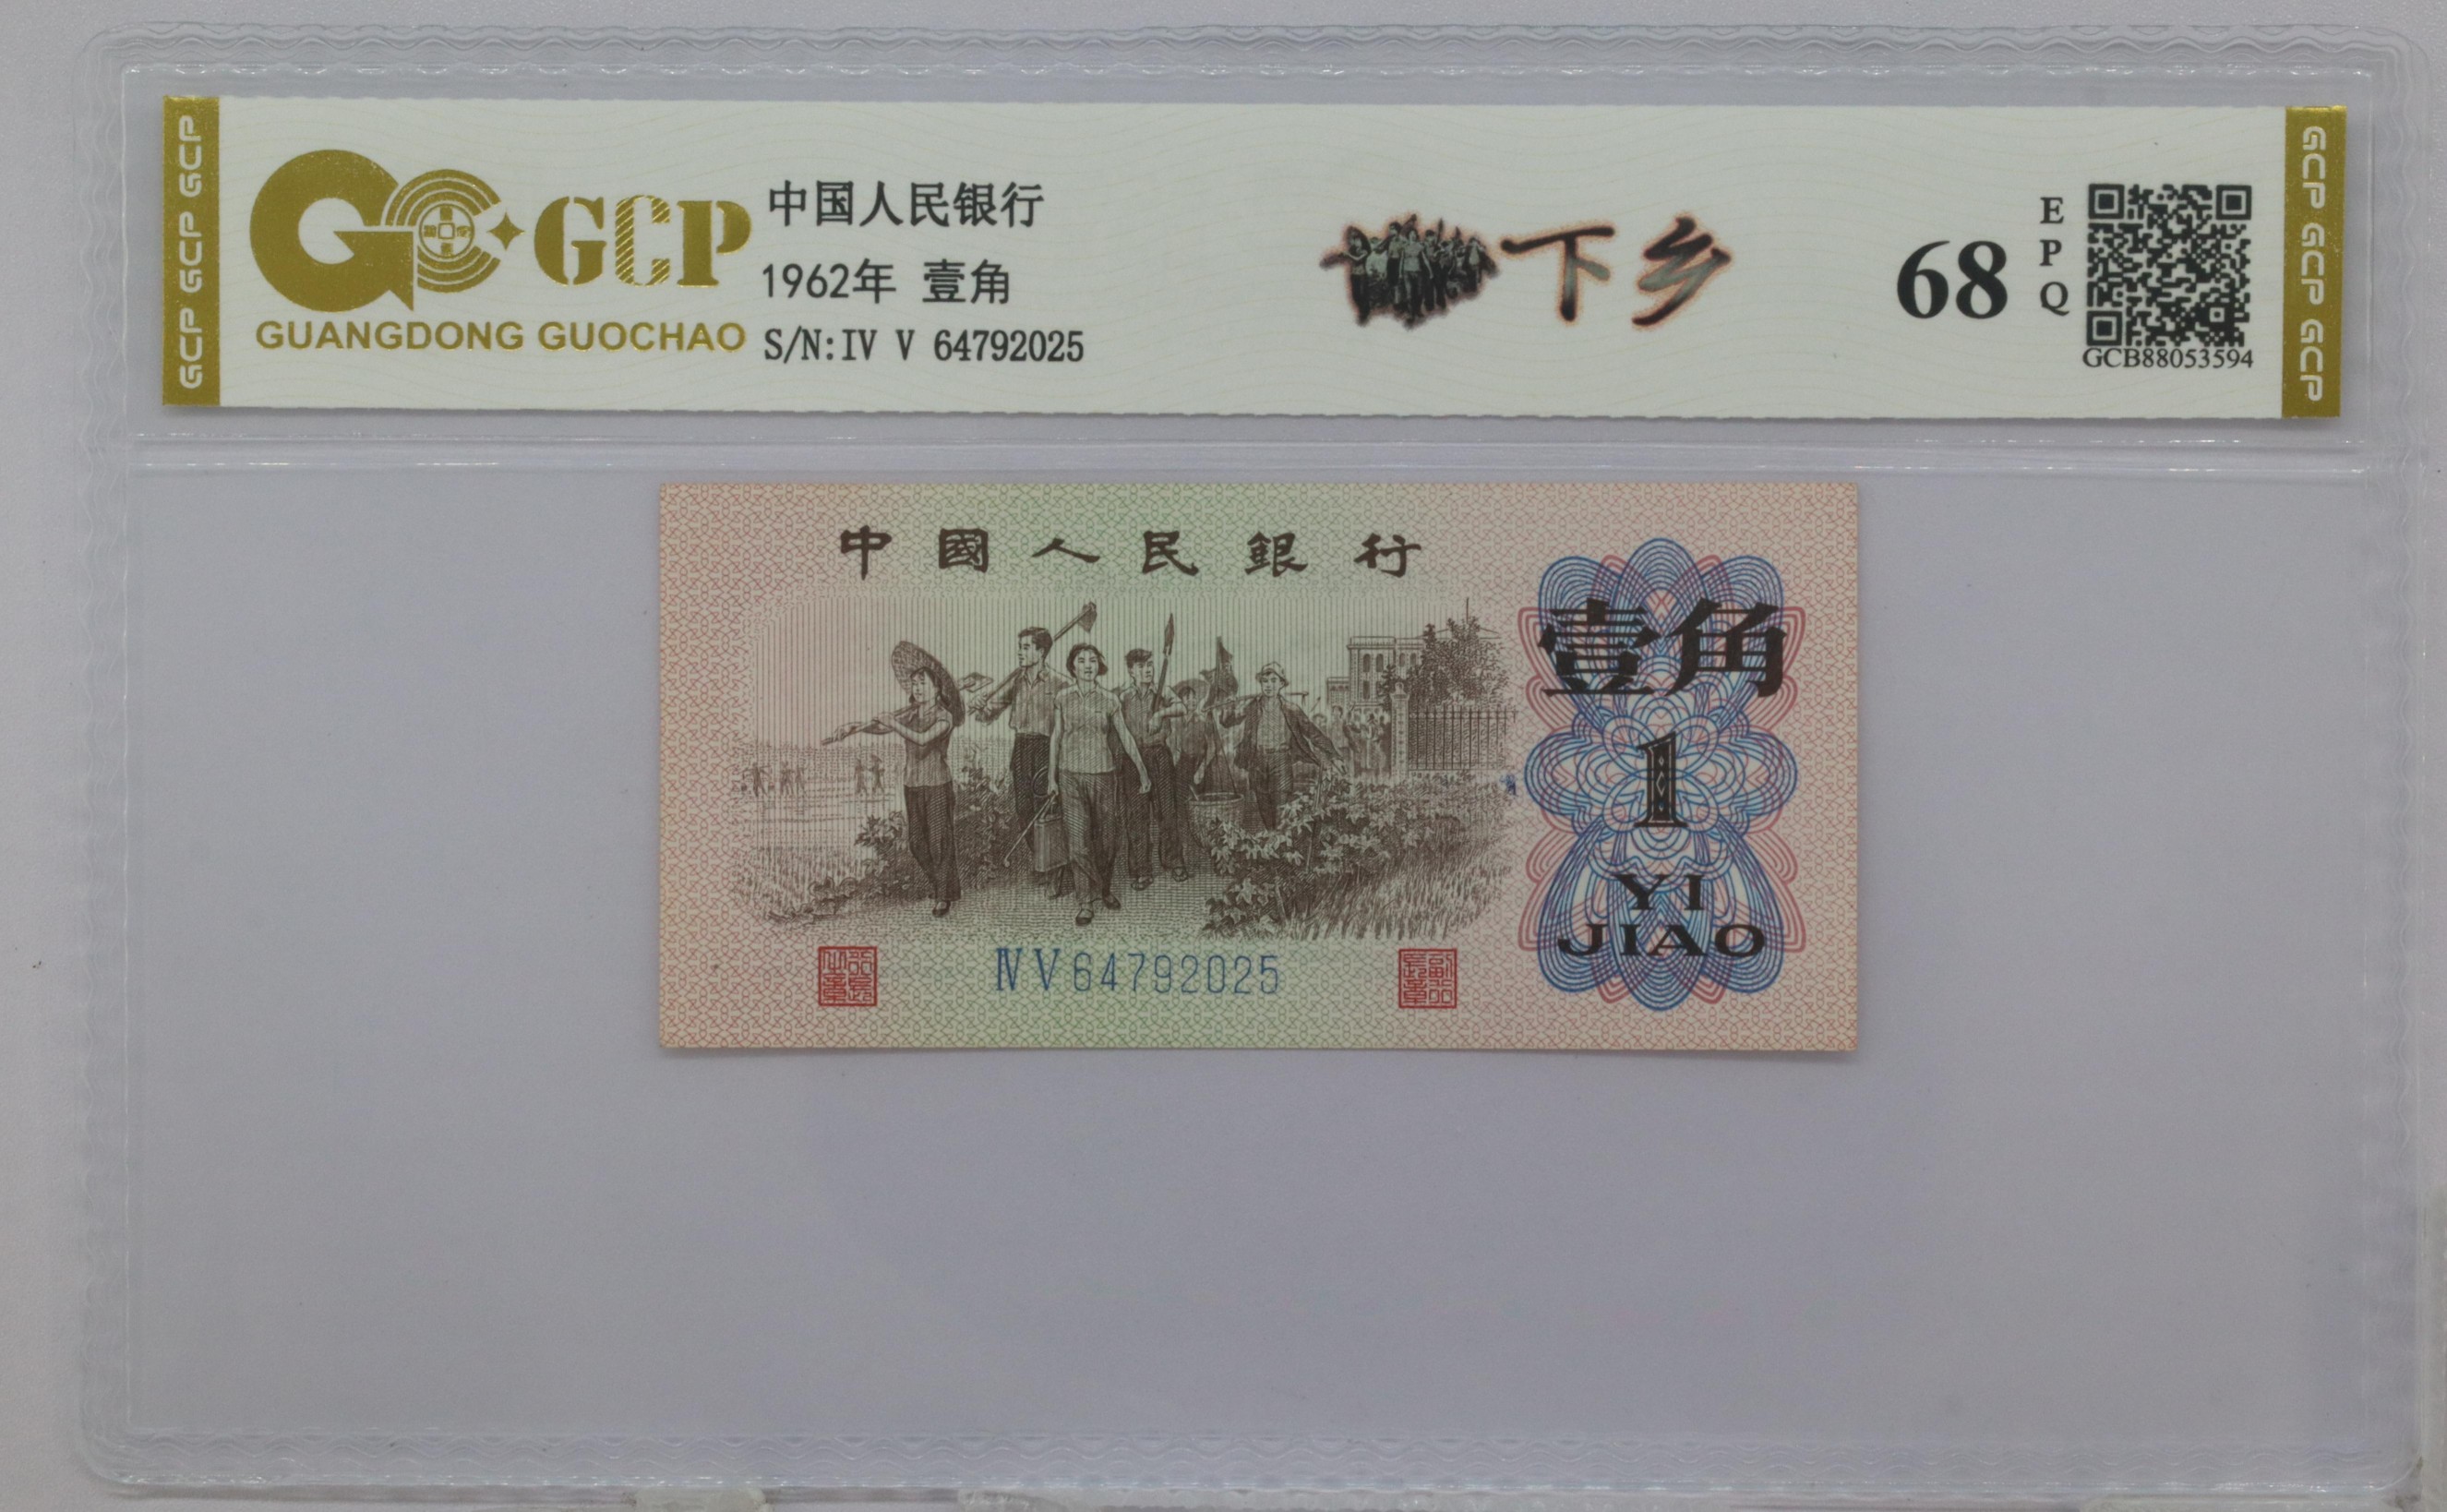 GCP GCP GCP
GCP
GUANGDONG GUOCHAO
中国人民银行
1962年 壹角
S/N:IV V 64792025
下乡
68
EPQ
GCB88053594
GCP GCP GCP
中國人民銀行
壹角
1
YI
JIAO
IV V 64792025